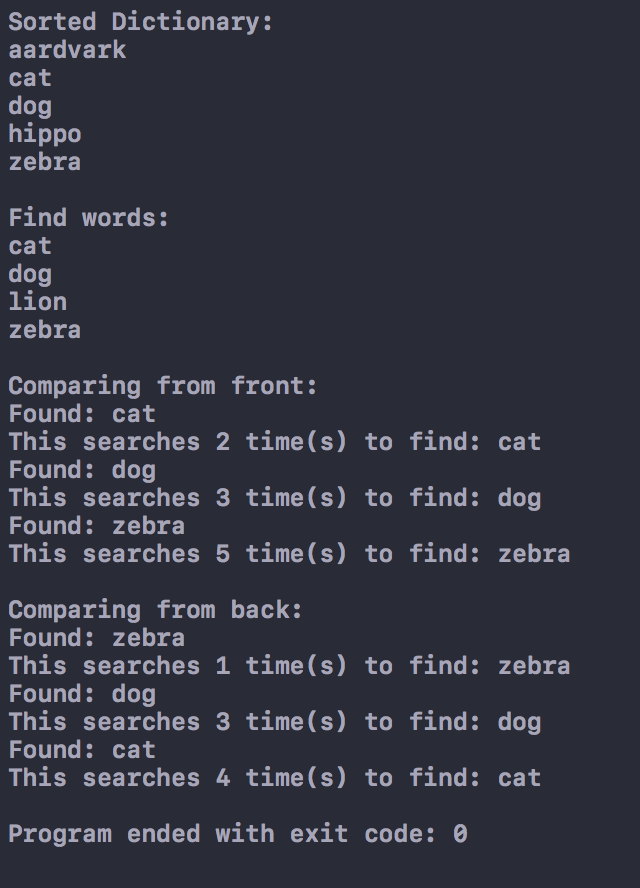 Sorted Dictionary:
aardvark
cat
dog
hippo
zebra

Find words:
cat
dog
lion
zebra

Comparing from front:
Found: cat
This searches 2 time(s) to find: cat
Found: dog
This searches 3 time(s) to find: dog
Found: zebra
This searches 5 time(s) to find: zebra

Comparing from back:
Found: zebra
This searches 1 time(s) to find: zebra
Found: dog
This searches 3 time(s) to find: dog
Found: cat
This searches 4 time(s) to find: cat

Program ended with exit code: 0